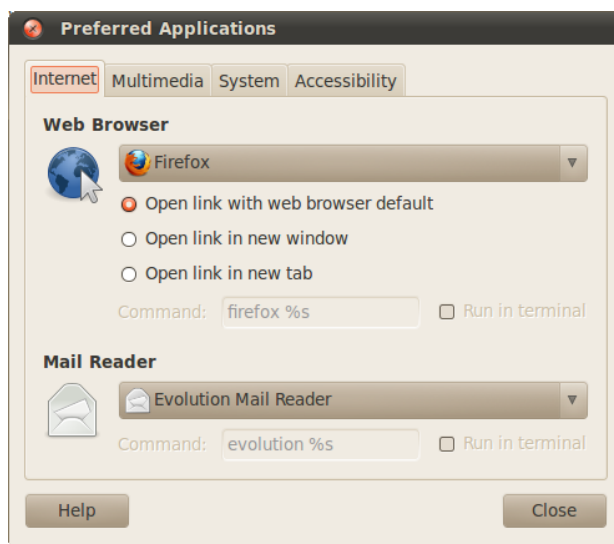 Preferred Applications
Internet Multimedia System Accessibility
Web Browser
Firefox
Open link with web browser default
Open link in new window
Open link in new tab
Command: firefox %s Run in terminal
Mail Reader
Evolution Mail Reader
Command: evolution %s Run in terminal
Help Close